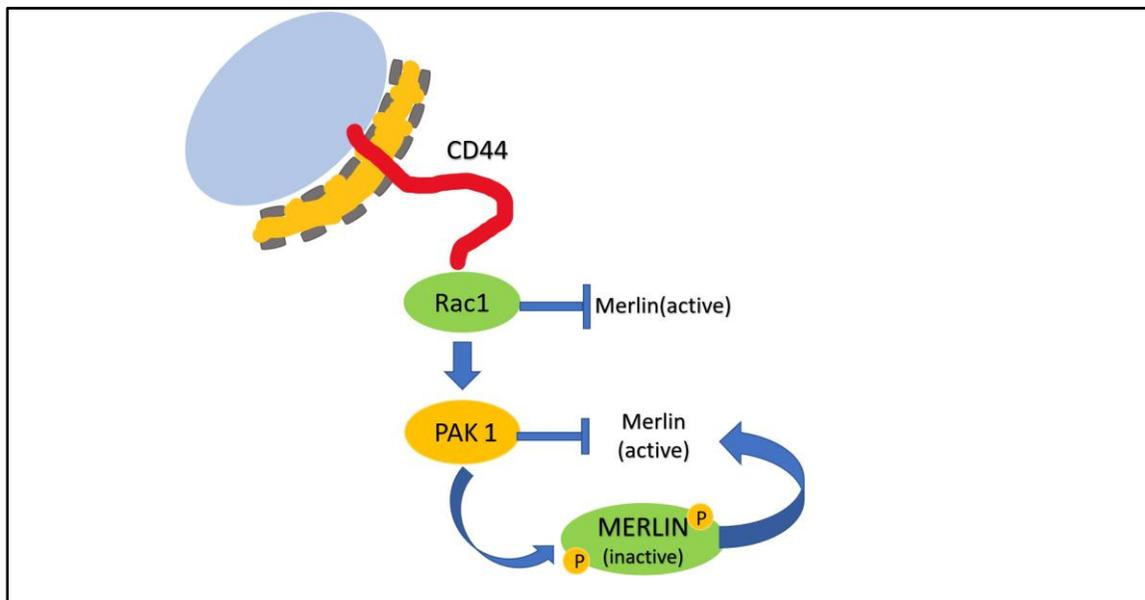 CD44
Rac1
Merlin(active)
PAK 1
Merlin
(active)
MERLIN
(inactive)
P
P